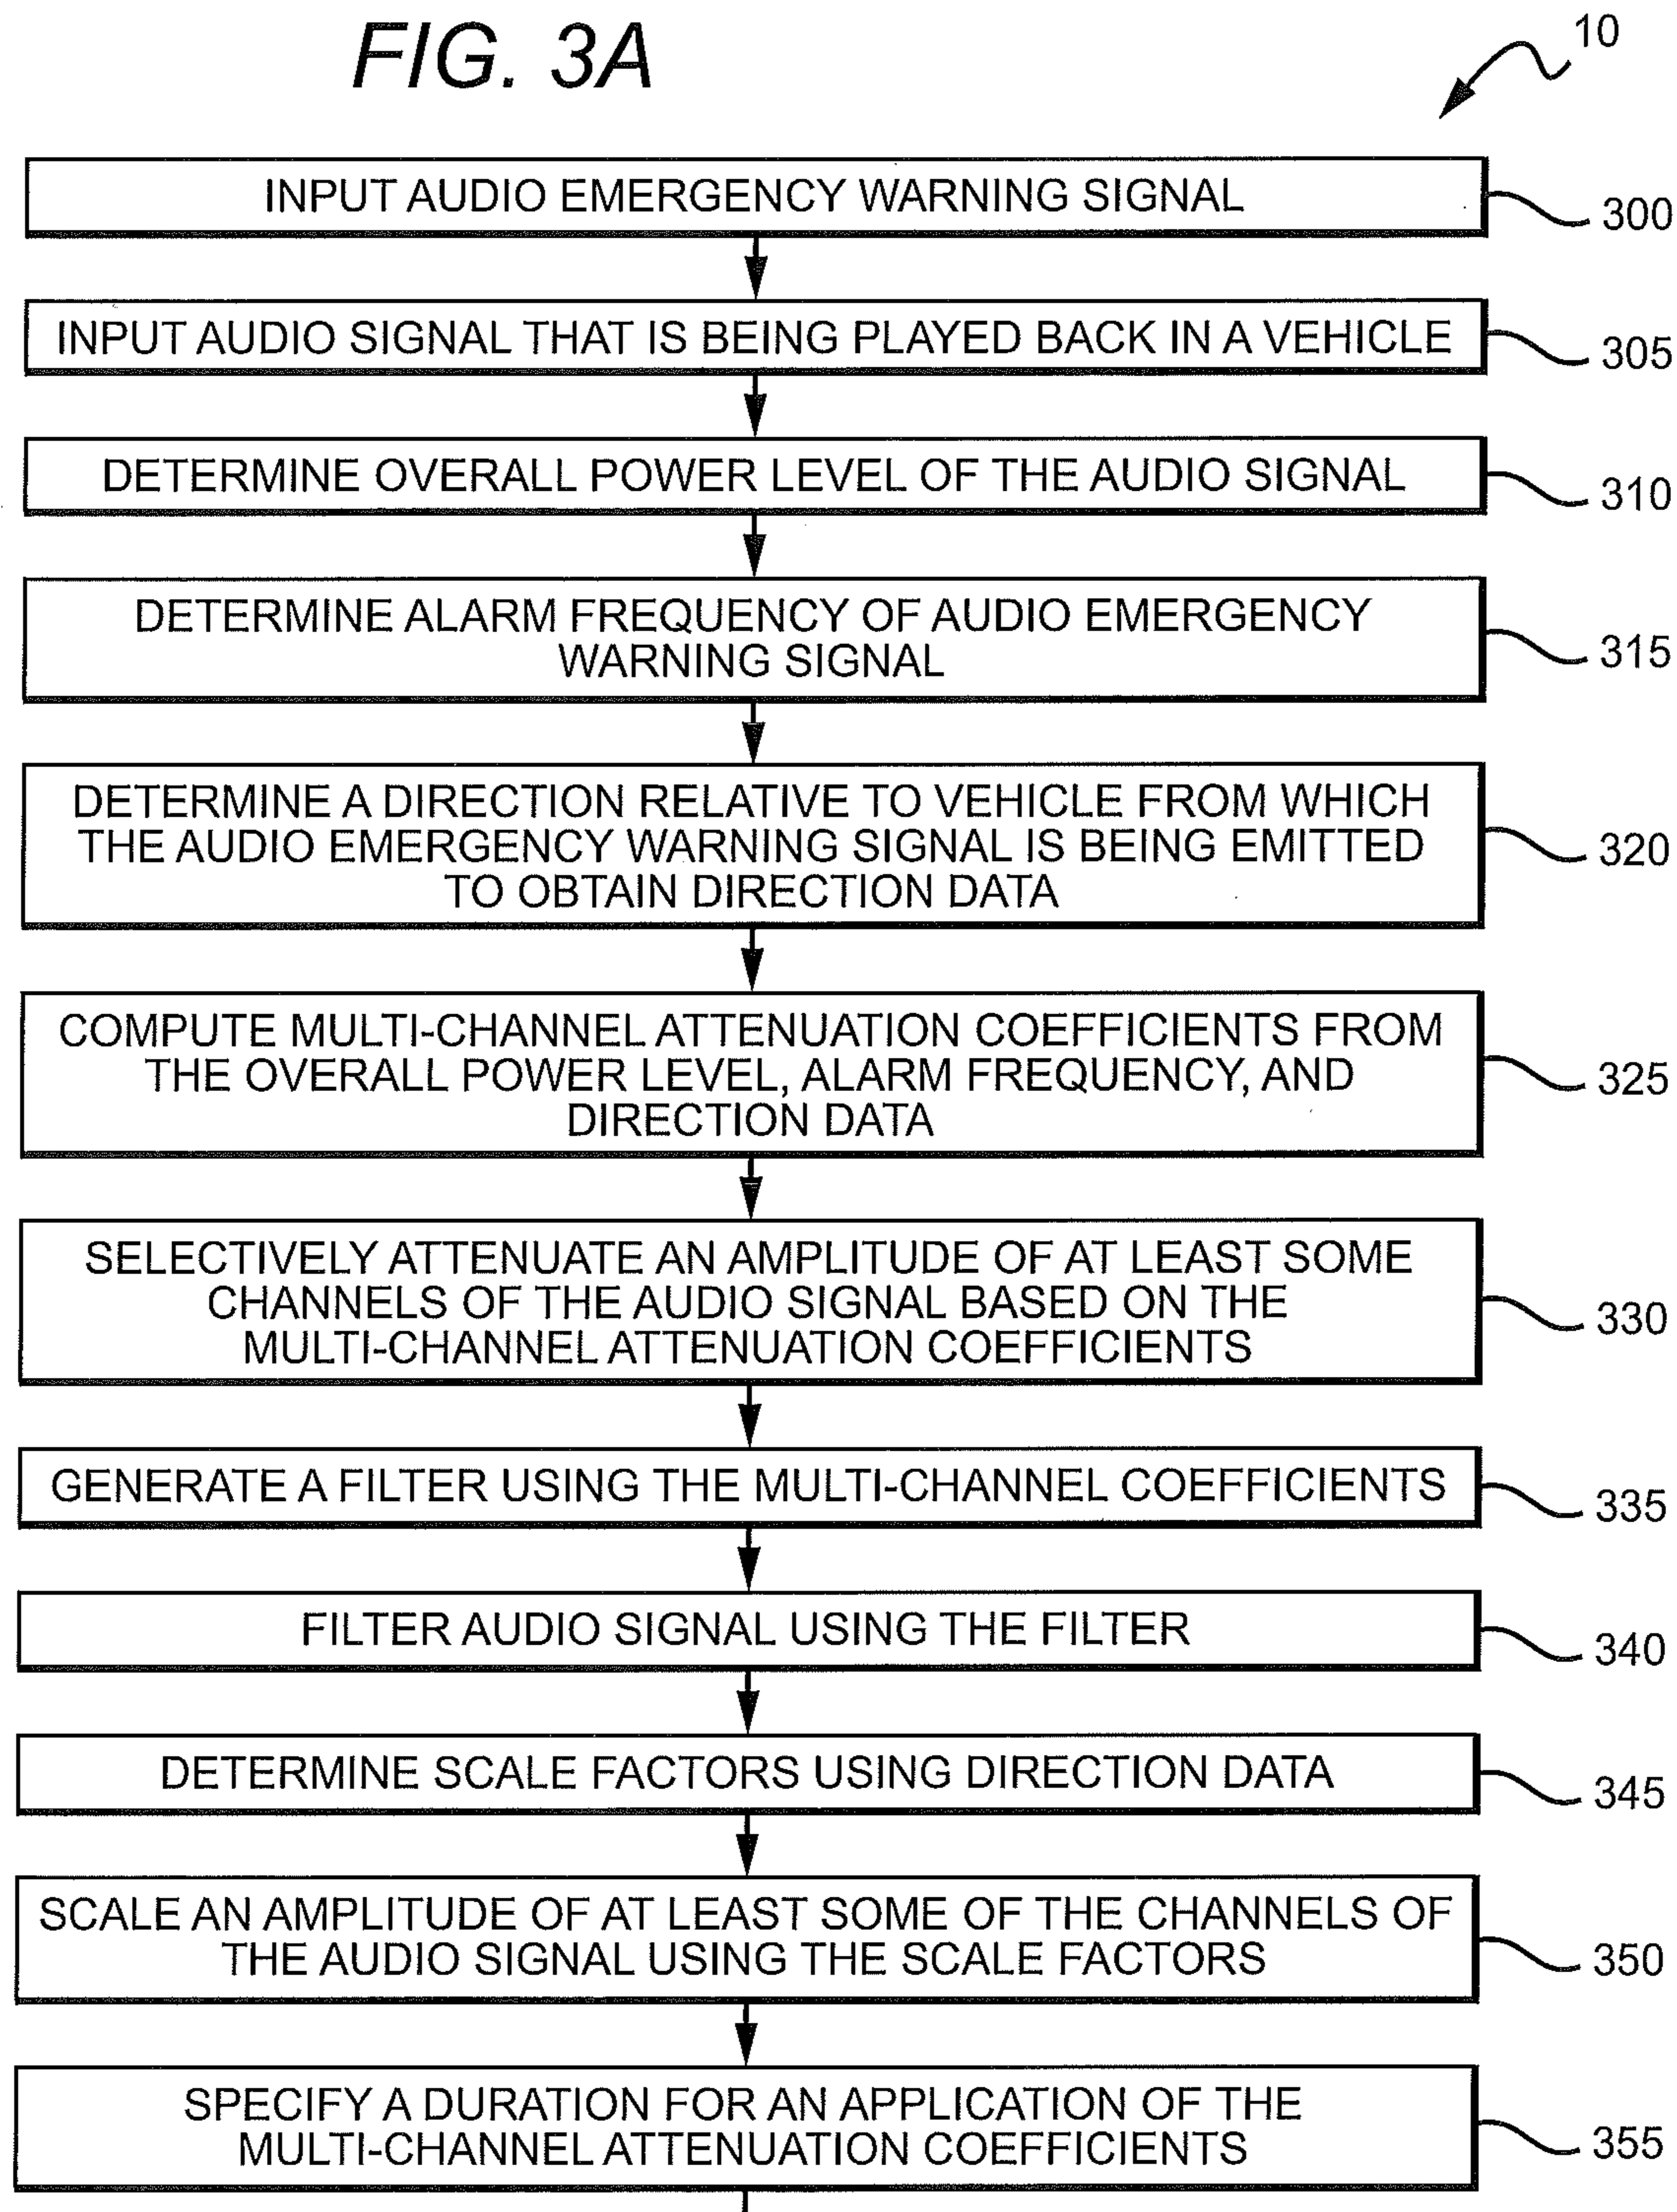 FIG. 3A
10
INPUT AUDIO EMERGENCY WARNING SIGNAL
300
INPUT AUDIO SIGNAL THAT IS BEING PLAYED BACK IN A VEHICLE
305
DETERMINE OVERALL POWER LEVEL OF THE AUDIO SIGNAL
310
DETERMINE ALARM FREQUENCY OF AUDIO EMERGENCY
WARNING SIGNAL
315
DETERMINE A DIRECTION RELATIVE TO VEHICLE FROM WHICH
THE AUDIO EMERGENCY WARNING SIGNAL IS BEING EMITTED
TO OBTAIN DIRECTION DATA
320
COMPUTE MULTI-CHANNEL ATTENUATION COEFFICIENTS FROM
THE OVERALL POWER LEVEL, ALARM FREQUENCY, AND
DIRECTION DATA
325
SELECTIVELY ATTENUATE AN AMPLITUDE OF AT LEAST SOME
CHANNELS OF THE AUDIO SIGNAL BASED ON THE
MULTI-CHANNEL ATTENUATION COEFFICIENTS
330
GENERATE A FILTER USING THE MULTI-CHANNEL COEFFICIENTS
335
FILTER AUDIO SIGNAL USING THE FILTER
340
DETERMINE SCALE FACTORS USING DIRECTION DATA
345
SCALE AN AMPLITUDE OF AT LEAST SOME OF THE CHANNELS OF
THE AUDIO SIGNAL USING THE SCALE FACTORS
350
SPECIFY A DURATION FOR AN APPLICATION OF THE
MULTI-CHANNEL ATTENUATION COEFFICIENTS
355